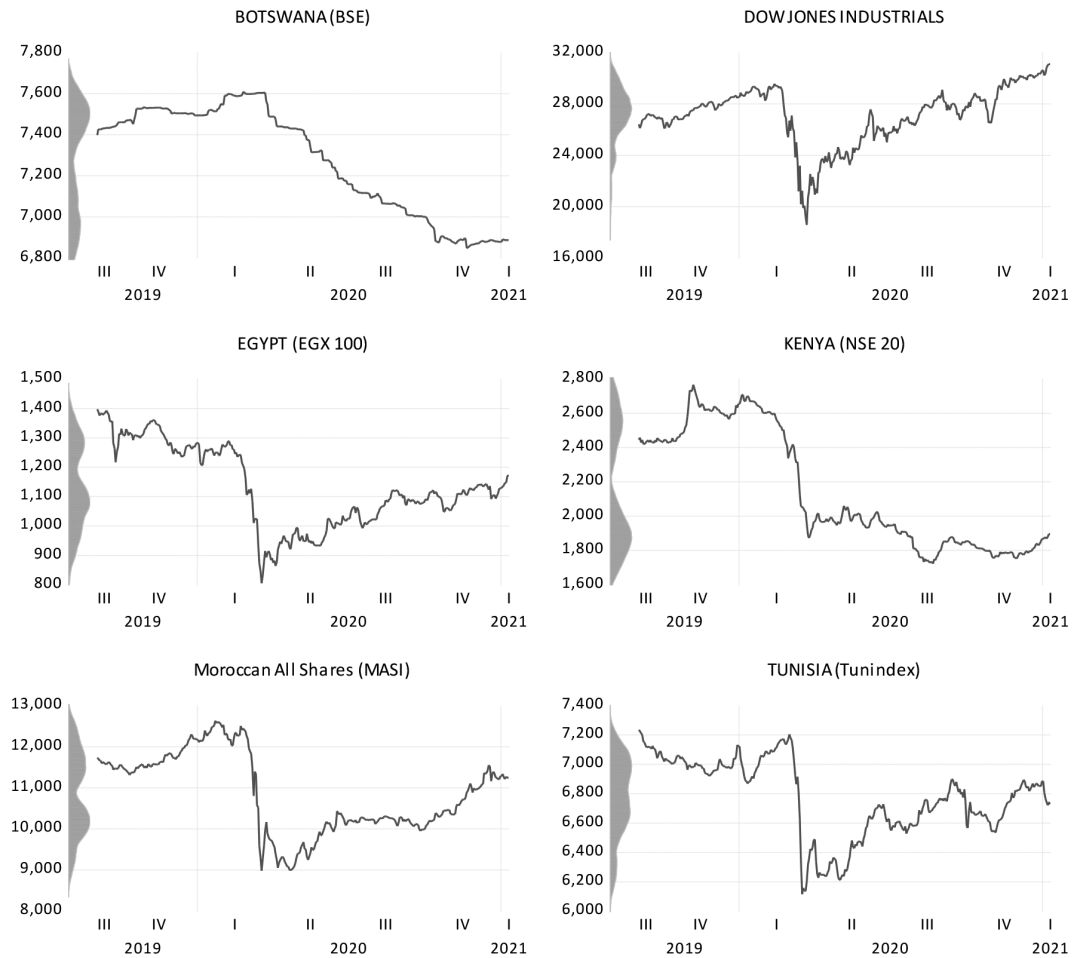 BOTSWANA (BSE)
7,800
7,600
7,400
7,200
7,000
6,800
III IV I II III IV I
2019 2020 2021
DOW JONES INDUSTRIALS
32,000
28,000
24,000
20,000
16,000
III IV I II III IV I
2019 2020 2021
EGYPT (EGX 100)
1,500
1,400
1,300
1,200
1,100
1,000
900
800
III IV I II III IV I
2019 2020 2021
KENYA (NSE 20)
2,800
2,600
2,400
2,200
2,000
1,800
1,600
III IV I II III IV I
2019 2020 2021
Moroccan All Shares (MASI)
13,000
12,000
11,000
10,000
9,000
8,000
III IV I II III IV I
2019 2020 2021
TUNISIA (Tunindex)
7,400
7,200
7,000
6,800
6,600
6,400
6,200
6,000
III IV I II III IV I
2019 2020 2021